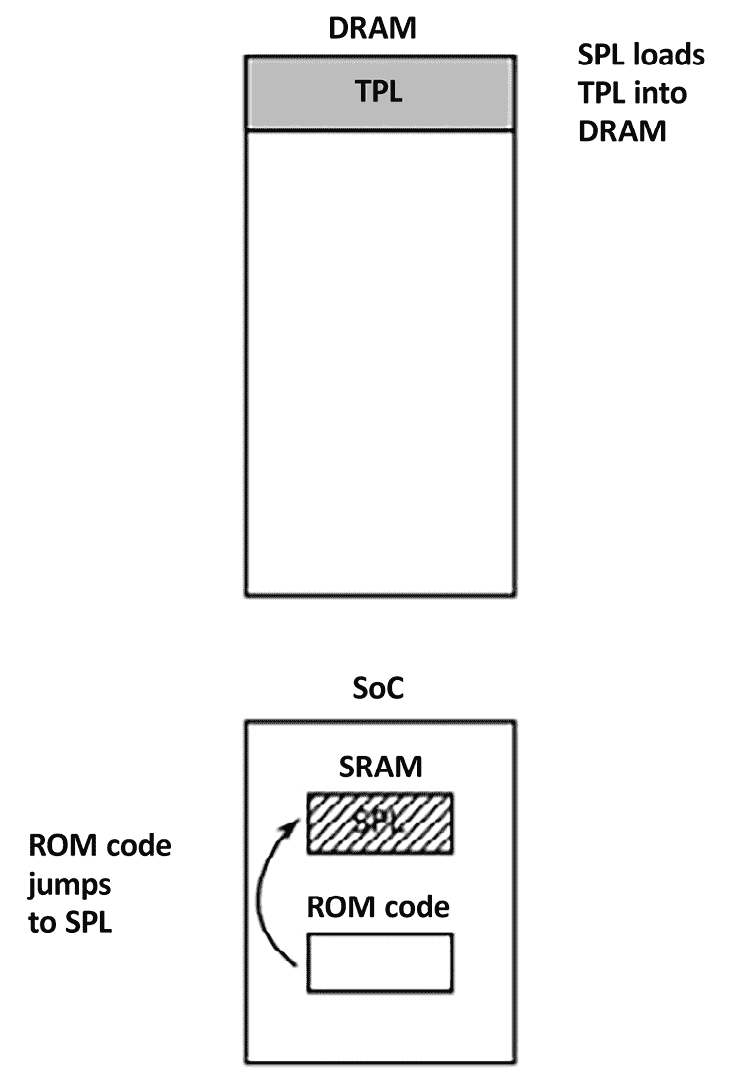 DRAM
TPL
SPL loads
TPL into
DRAM
SoC
SRAM
SPL
ROM code
jumps
to SPL
ROM code